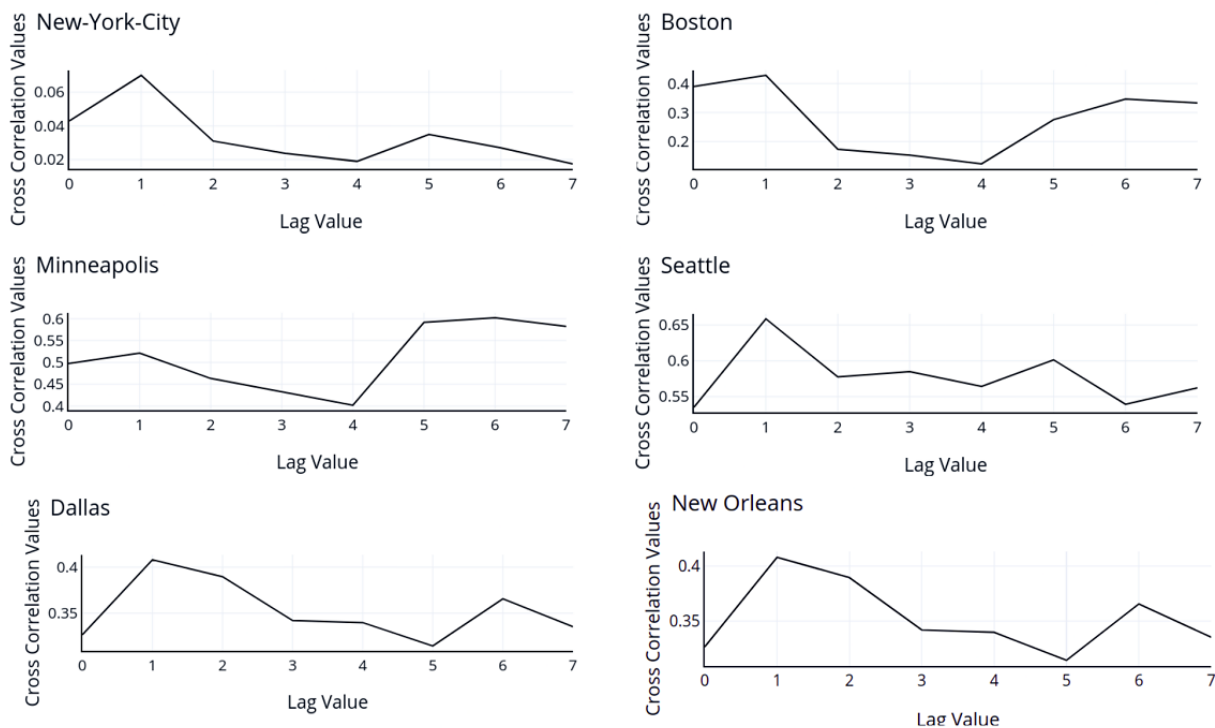 New-York-City
Cross Correlation Values
0.06
0.04
0.02
0 1 2 3 4 5 6 7
Lag Value
Boston
Cross Correlation Values
0.4
0.3
0.2
0 1 2 3 4 5 6 7
Lag Value
Minneapolis
Cross Correlation Values
0.6
0.55
0.5
0.45
0.4
0 1 2 3 4 5 6 7
Lag Value
Seattle
Cross Correlation Values
0.65
0.6
0.55
0 1 2 3 4 5 6 7
Lag Value
Dallas
Cross Correlation Values
0.4
0.35
0 1 2 3 4 5 6 7
Lag Value
New Orleans
Cross Correlation Values
0.4
0.35
0 1 2 3 4 5 6 7
Lag Value